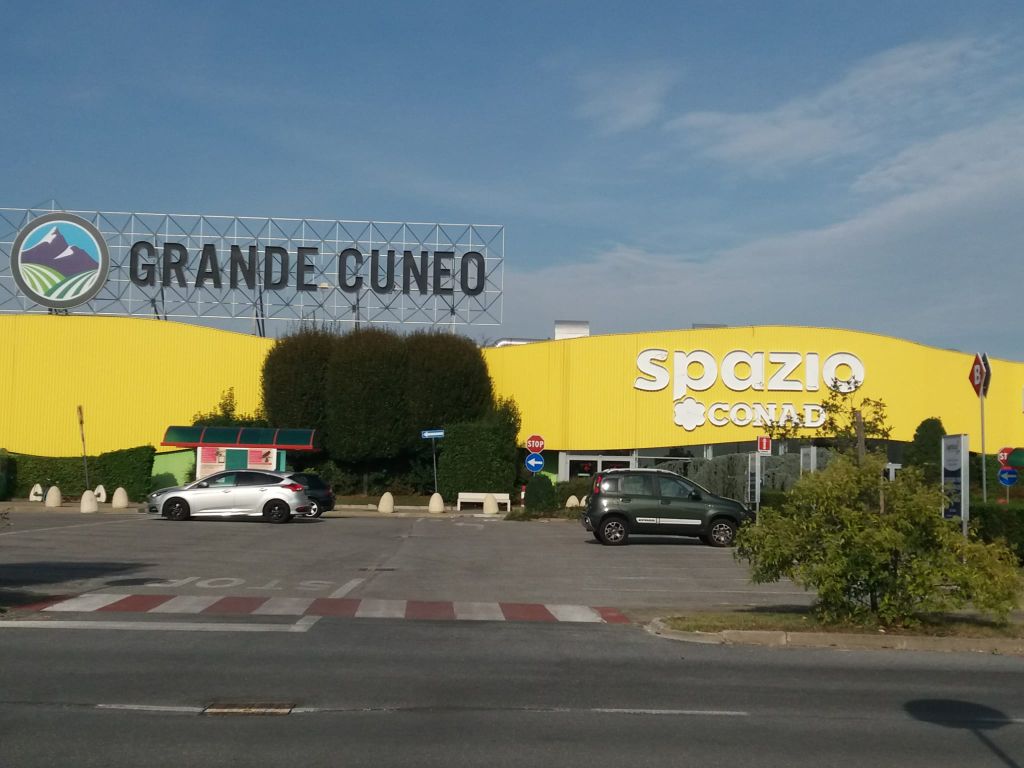 GRANDE CUNEO
spazio
CONAD
STOP
B
STOP